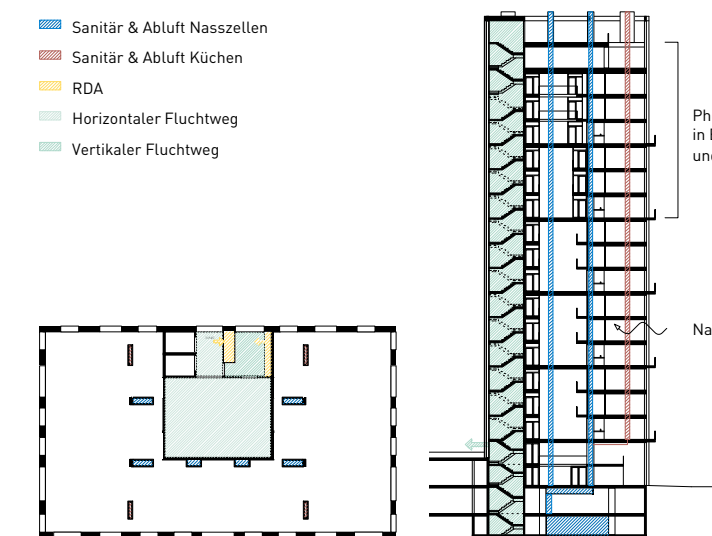 Sanitär & Abluft Nasszellen
Sanitär & Abluft Küchen
RDA
Horizontaler Fluchtweg
Vertikaler Fluchtweg
Ph
in
un
Na